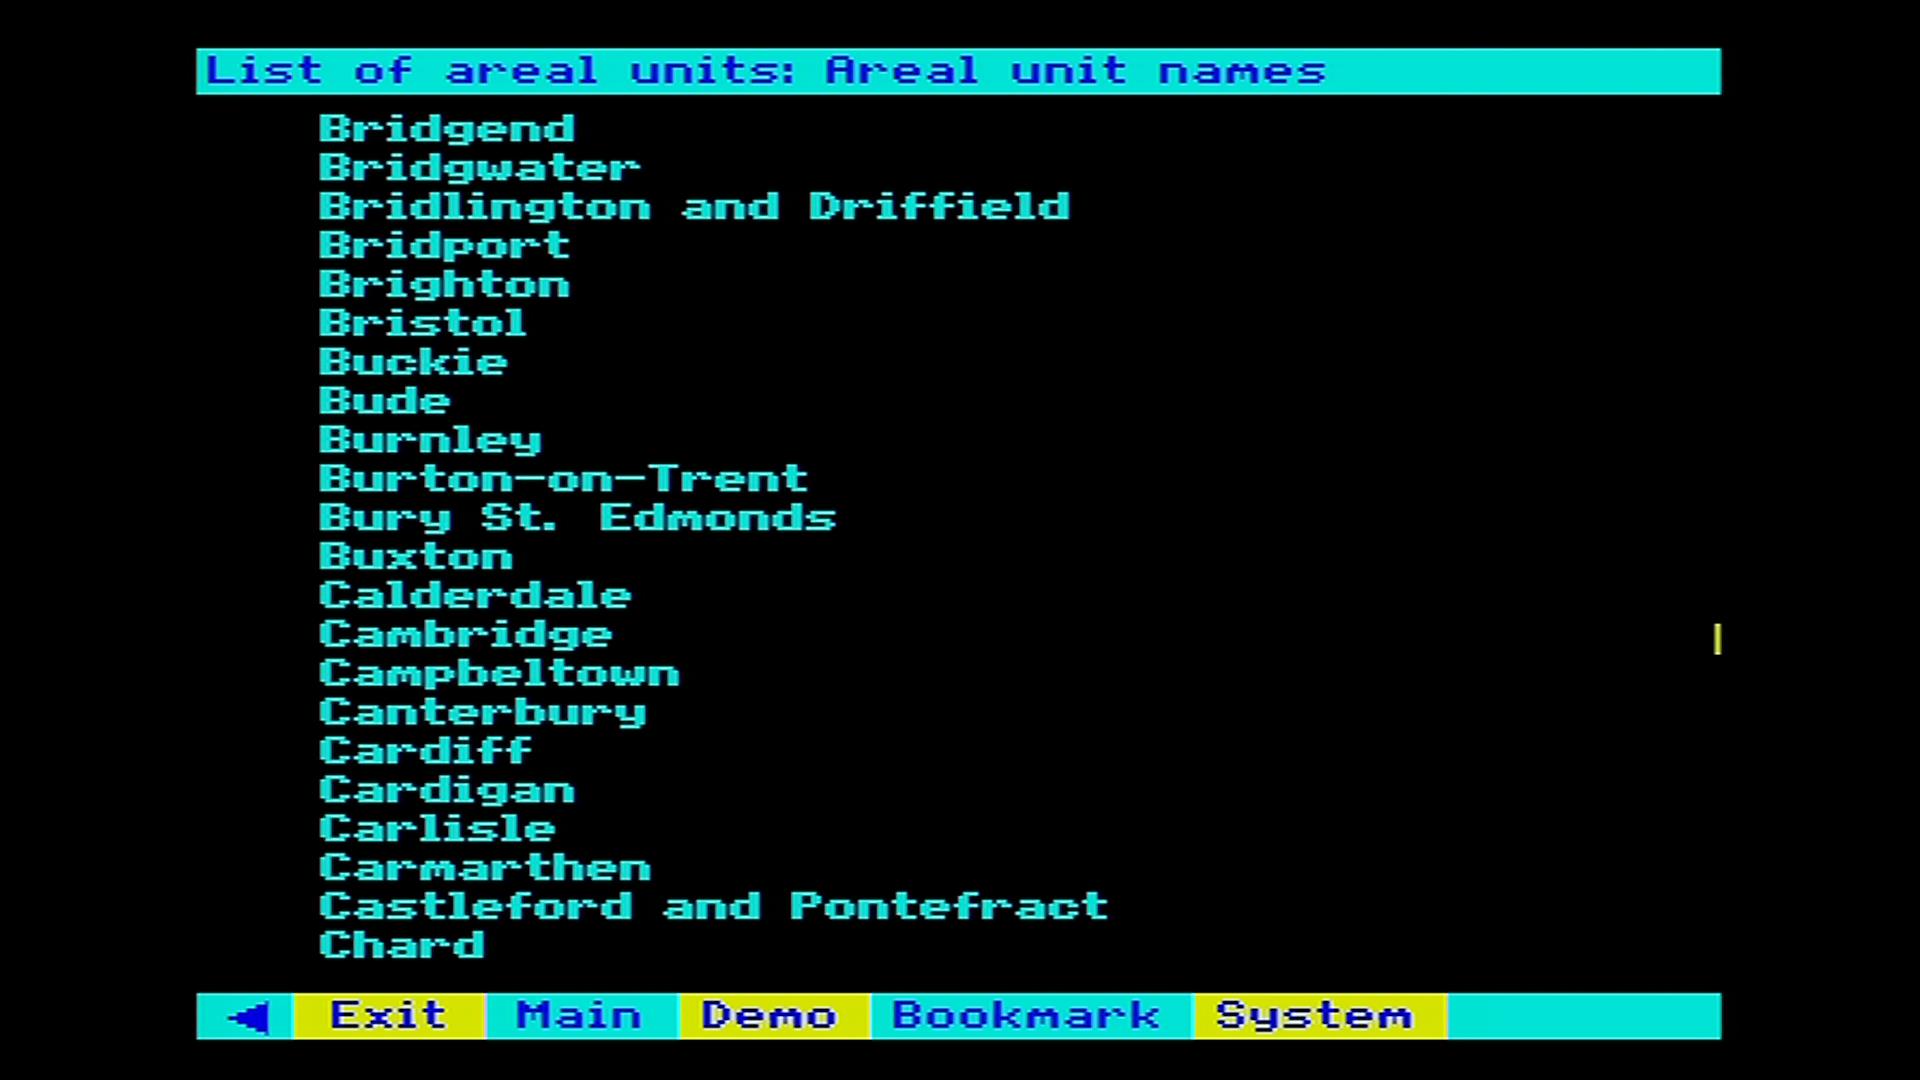 List of areal units: Areal unit names
Bridgend
Bridgwater
Bridlington and Driffield
Bridport
Brighton
Bristol
Buckie
Bude
Burnley
Burton-on-Trent
Bury St. Edmonds
Buxton
Calderdale
Cambridge
Campbeltown
Canterbury
Cardiff
Cardigan
Carlisle
Carmarthen
Castleford and Pontefract
Chard
Exit Main Demo Bookmark System